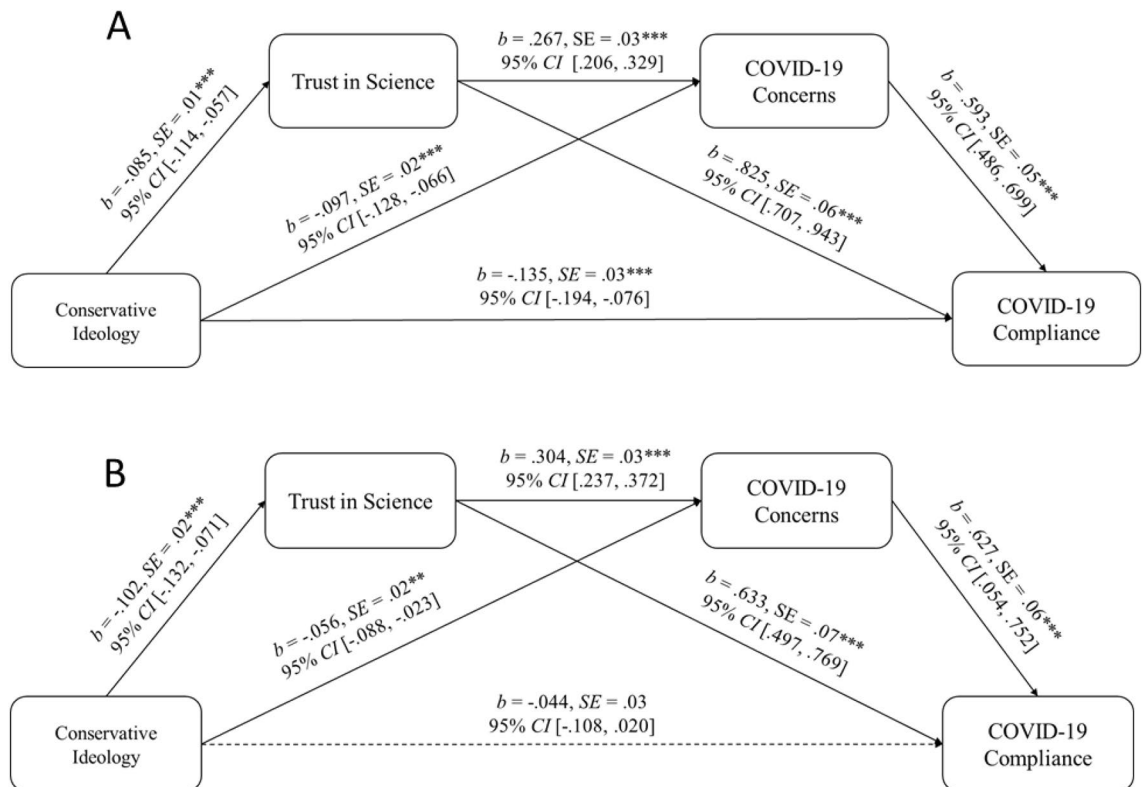 A
b = .267, SE = .03***
95% CI [.206, .329]
Trust in Science
COVID-19
Concerns
b = -.085, SE = .01***
95% CI [-.114, -.057]
b = -.097, SE = .02***
95% CI [-.128, -.066]
b = .825, SE = .06***
95% CI [.707, .943]
b = .593, SE = .05***
95% CI [.486, .699]
b = -.135, SE = .03***
95% CI [-.194, -.076]
Conservative
Ideology
COVID-19
Compliance
B
b = .304, SE = .03***
95% CI [.237, .372]
Trust in Science
COVID-19
Concerns
b = -.102, SE = .02***
95% CI [-.132, -.071]
b = -.056, SE = .02**
95% CI [-.088, -.023]
b = .633, SE = .07***
95% CI [.497, .769]
b = .627, SE = .06***
95% CI [.054, .752]
b = -.044, SE = .03
95% CI [-.108, .020]
Conservative
Ideology
COVID-19
Compliance